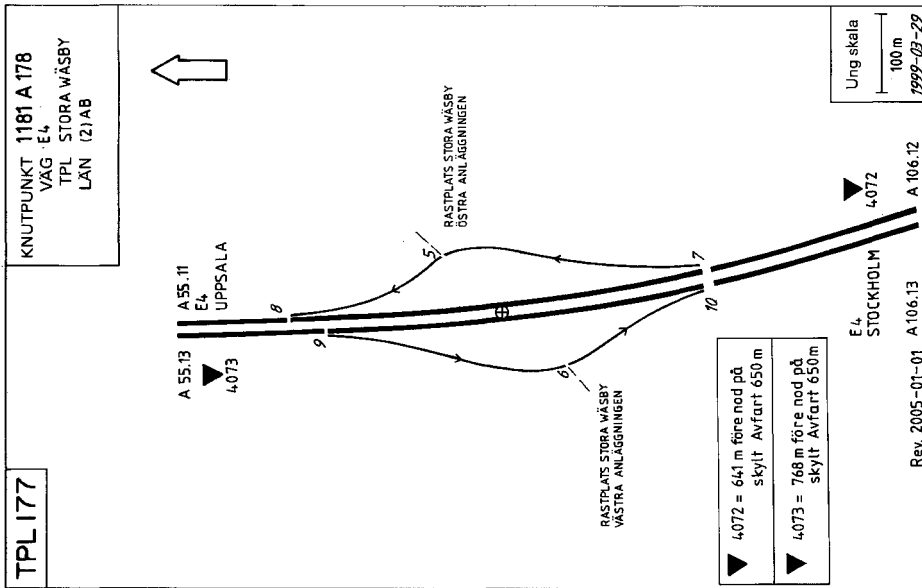 TPL 177
KNUTPUNKT 1181 A 178
VÄG E4
TPL STORA WÄSBY
LÄN (2) AB
A 55.13
A 55.11
E4
UPPSALA
4073
8
9
RASTPLATS STORA WÄSBY
ÖSTRA ANLÄGGNINGEN
5
6
RASTPLATS STORA WÄSBY
VÄSTRA ANLÄGGNINGEN
7
10
4072
E4
STOCKHOLM
A 106.13
A 106.12
4072 = 641 m före nod på
skylt Avfart 650 m
4073 = 768 m före nod på
skylt Avfart 650m
Ung skala
100 m
1999-03-29
Rev. 2005-01-01